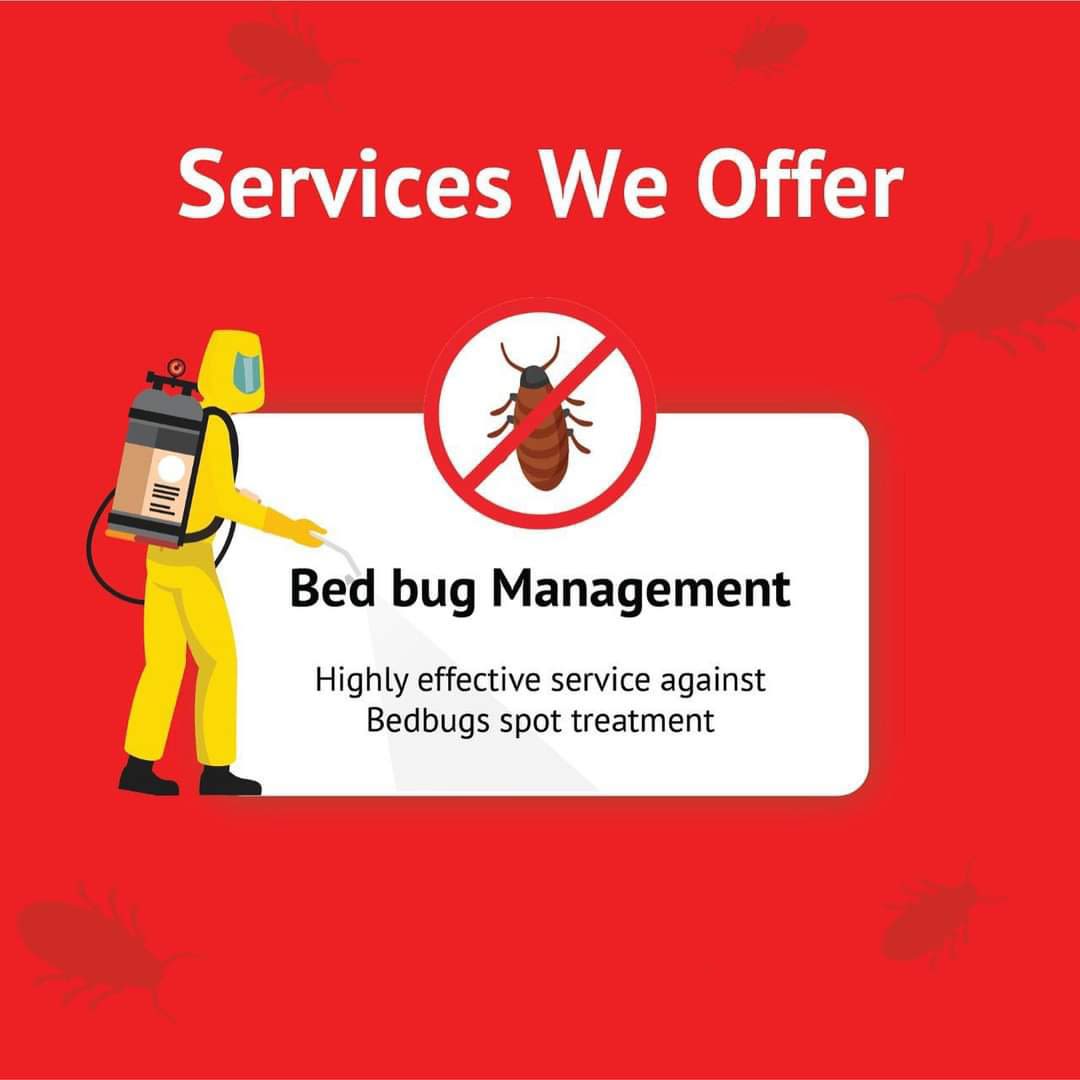 Services We Offer
Bed bug Management
Highly effective service against
Bedbugs spot treatment